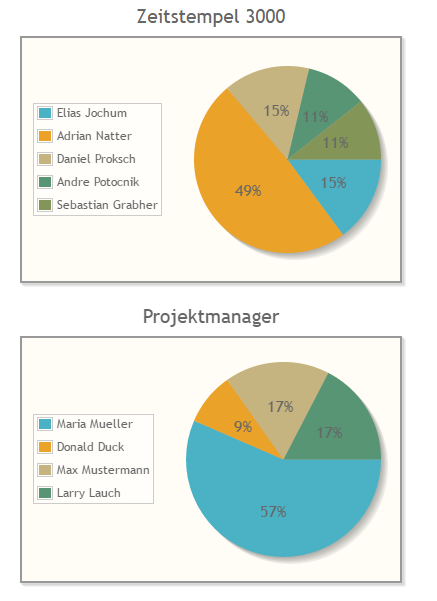 Zeitstempel 3000
Elias Jochum
Adrian Natter
Daniel Proksch
Andre Potocnik
Sebastian Grabher
15%
11%
11%
15%
49%
Projektmanager
Maria Mueller
Donald Duck
Max Mustermann
Larry Lauch
17%
9%
17%
57%